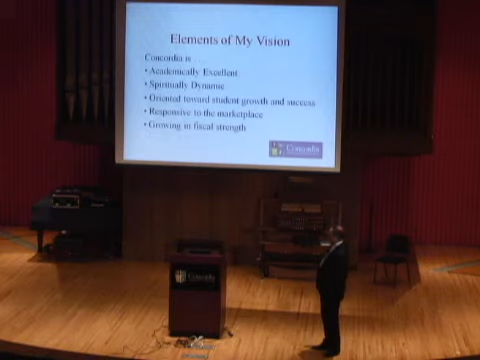 Elements of My Vision
Concordia is ...
• Academically Excellent
• Spiritually Dynamic
• Oriented toward student growth and success
• Responsive to the marketplace
• Growing in fiscal strength
Concordia
Concordia